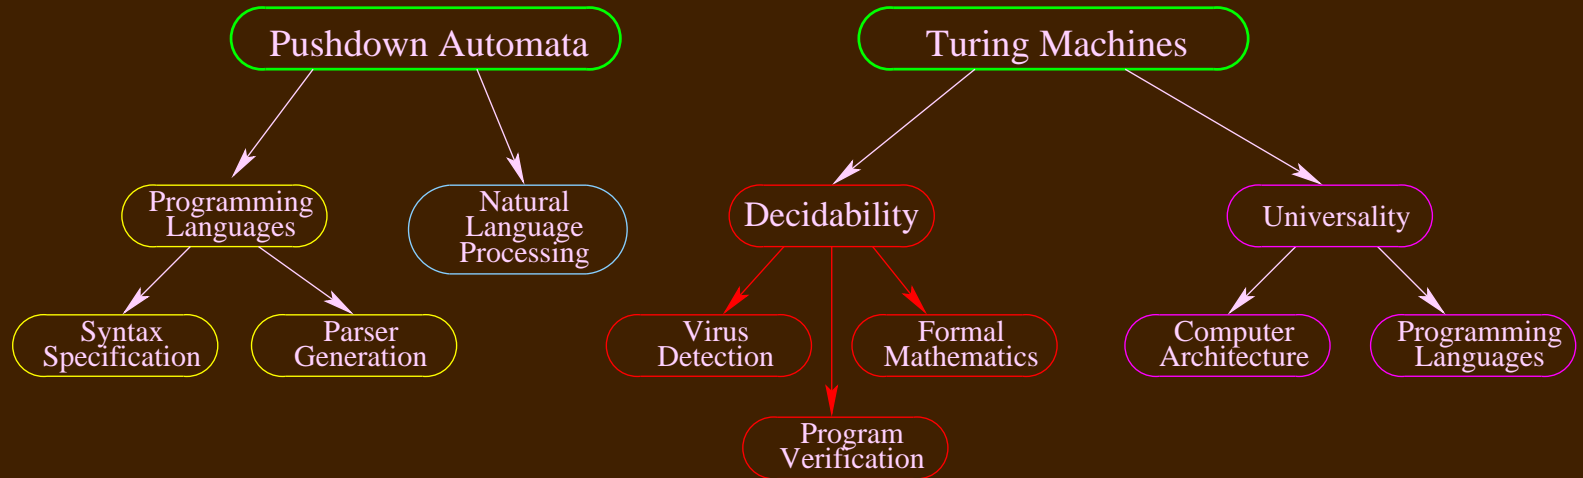 Pushdown Automata
Turing Machines
Programming
Languages
Natural
Language
Processing
Decidability
Universality
Syntax
Specification
Parser
Generation
Virus
Detection
Formal
Mathematics
Computer
Architecture
Programming
Languages
Program
Verification